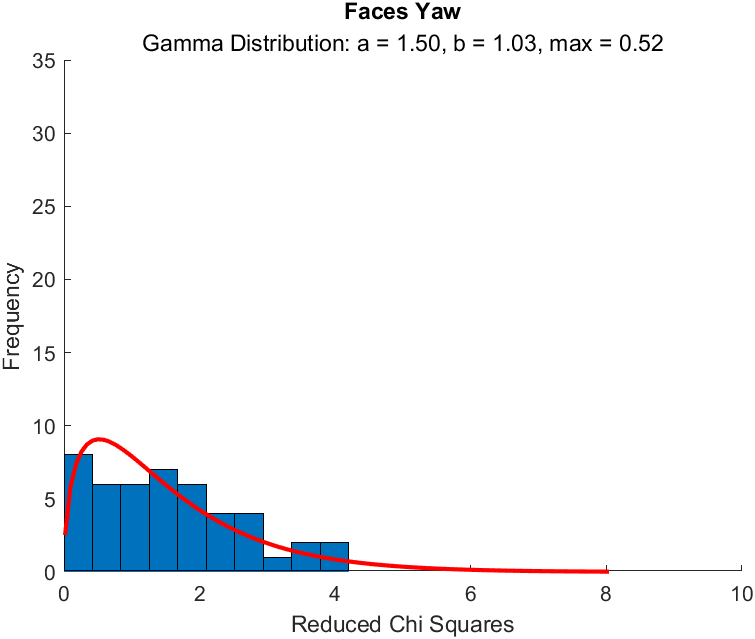 Faces Yaw
Gamma Distribution: a = 1.50, b = 1.03, max = 0.52
35
30
25
20
15
10
5
0
Frequency
0 2 4 6 8 10
Reduced Chi Squares